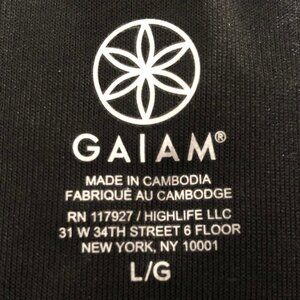 GAIAM®
MADE IN CAMBODIA
FABRIQUÉ AU CAMBODGE
RN 117927 / HIGHLIFE LLC
31 W 34TH STREET 6 FLOOR
NEW YORK, NY 10001
L/G